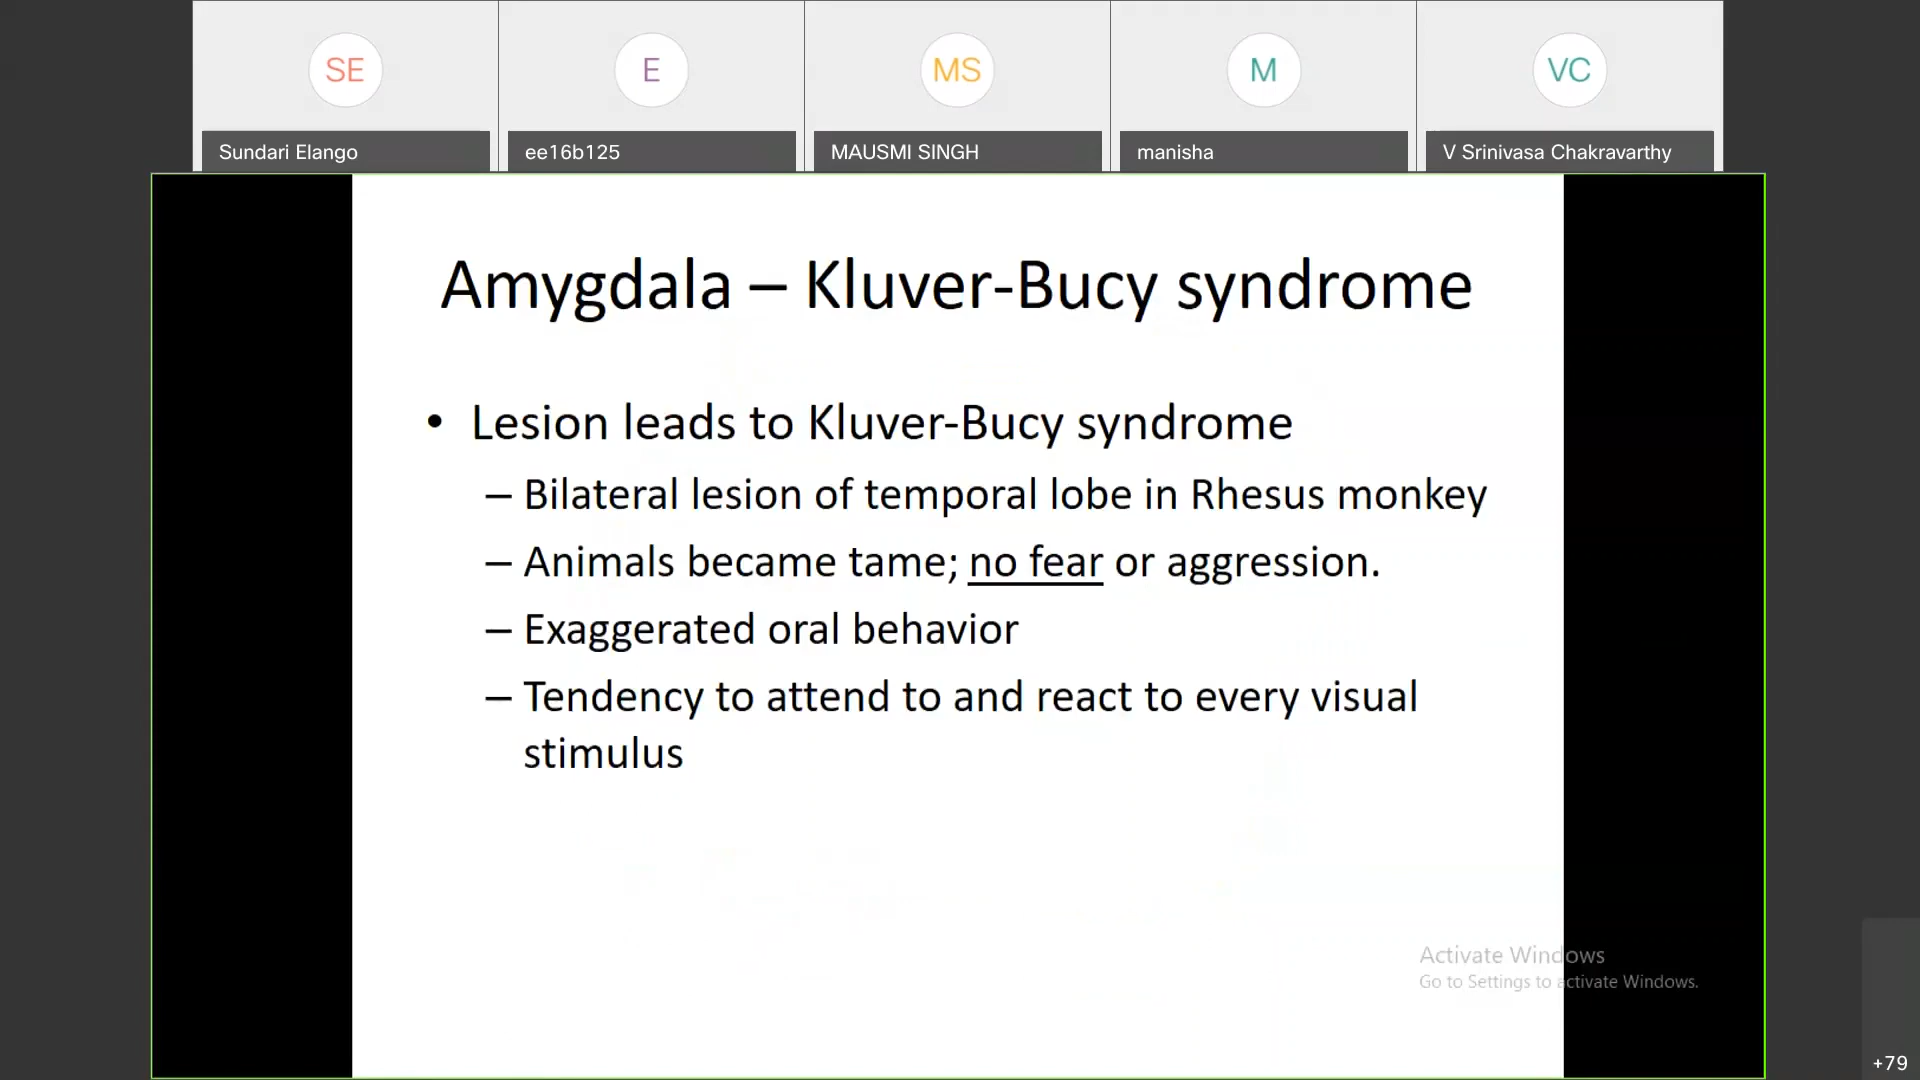 SE
E
MS
M
VC
Sundari Elango
ee16b125
MAUSMI SINGH
manisha
V Srinivasa Chakravarthy
Amygdala – Kluver-Bucy syndrome
• Lesion leads to Kluver-Bucy syndrome
– Bilateral lesion of temporal lobe in Rhesus monkey
– Animals became tame; no fear or aggression.
– Exaggerated oral behavior
– Tendency to attend to and react to every visual
stimulus
Activate Windows
Go to Settings to activate Windows.
+79